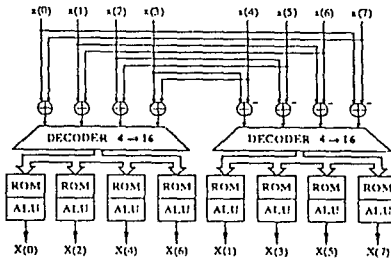 x(0) x(1) x(2) x(3) x(4) x(5) x(6) x(7)
DECODER 4→16 DECODER 4→16
ROM ROM ROM ROM ROM ROM ROM ROM
ALU ALU ALU ALU ALU ALU ALU ALU
X(0) X(2) X(4) X(6) X(1) X(3) X(5) X(7)